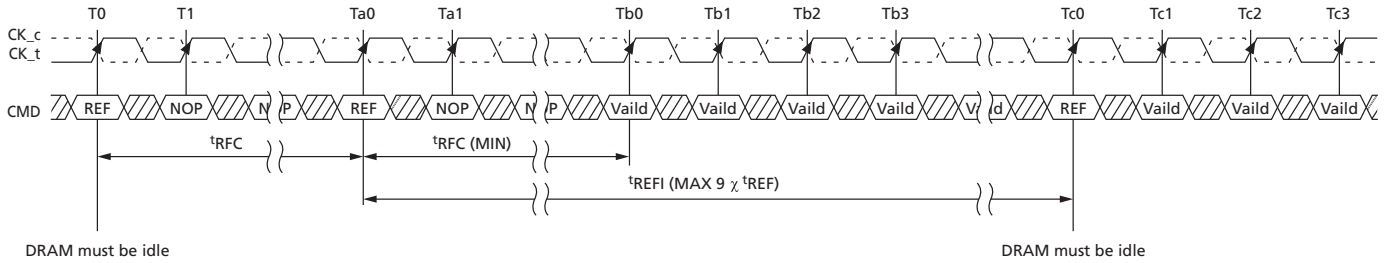 T0 T1 Ta0 Ta1 Tb0 Tb1 Tb2 Tb3 Tc0 Tc1 Tc2 Tc3
CK_c
CK_t
CMD REF NOP N P REF NOP N P Vaild Vaild Vaild Vaild Va d REF Vaild Vaild Vaild
tRFC tRFC (MIN)
tREFI (MAX 9 χ tREF)
DRAM must be idle DRAM must be idle